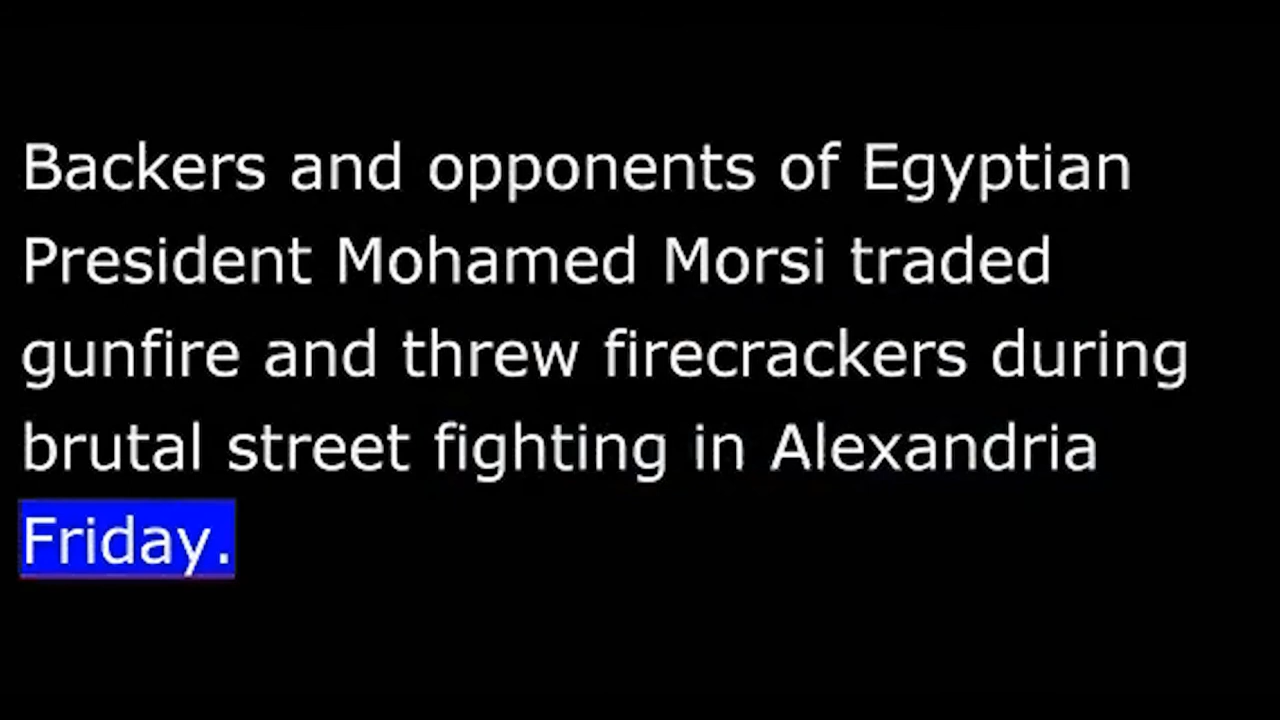 Backers and opponents of Egyptian
President Mohamed Morsi traded
gunfire and threw firecrackers during
brutal street fighting in Alexandria
Friday.